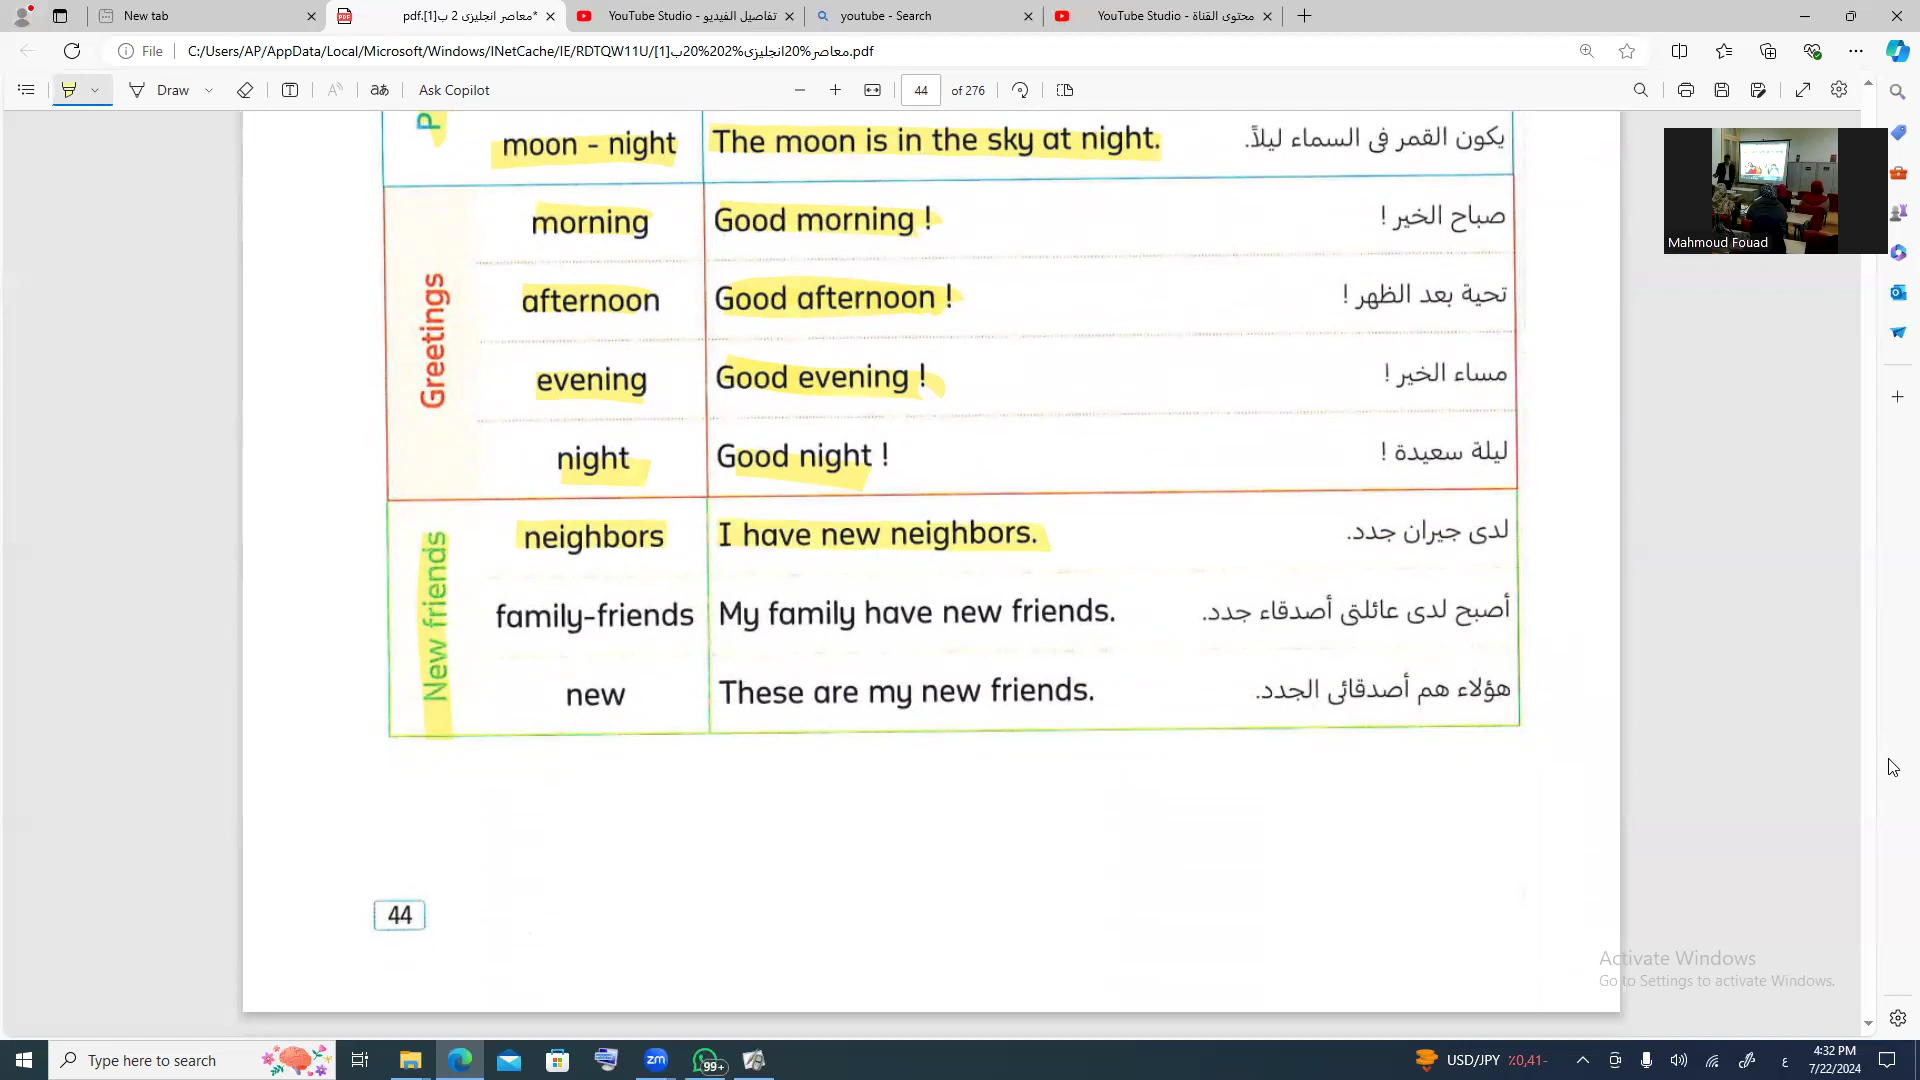 New tab
*معاصر انجليزى 2 ب[1].pdf
تفاصيل الفيديو - YouTube Studio
youtube - Search
محتوى القناة - YouTube Studio
File
C:/Users/AP/AppData/Local/Microsoft/Windows/INetCache/IE/RDTQW11U/معاصر%20انجليزى%202%20ب[1].pdf
Draw
Ask Copilot
44 of 276
P
moon - night The moon is in the sky at night. يكون القمر فى السماء ليلاً.
Greetings
morning Good morning ! صباح الخير !
afternoon Good afternoon ! تحية بعد الظهر !
evening Good evening ! مساء الخير !
night Good night ! ليلة سعيدة !
New friends
neighbors I have new neighbors. لدى جيران جدد.
family-friends My family have new friends. أصبح لدى عائلتى أصدقاء جدد.
new These are my new friends. هؤلاء هم أصدقائى الجدد.
44
Mahmoud Fouad
Activate Windows
Go to Settings to activate Windows.
Type here to search
zm
99+
USD/JPY ٪0,41-
ع
4:32 PM
7/22/2024